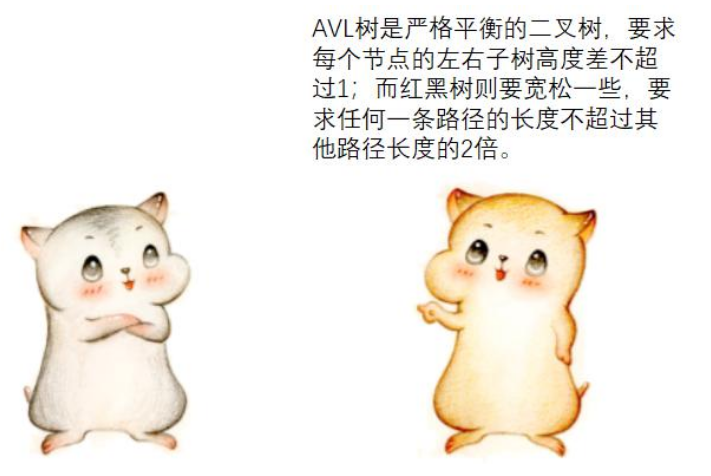 AVL树是严格平衡的二叉树，要求
每个节点的左右子树高度差不超
过1；而红黑树则要宽松一些，要
求任何一条路径的长度不超过其
他路径长度的2倍。